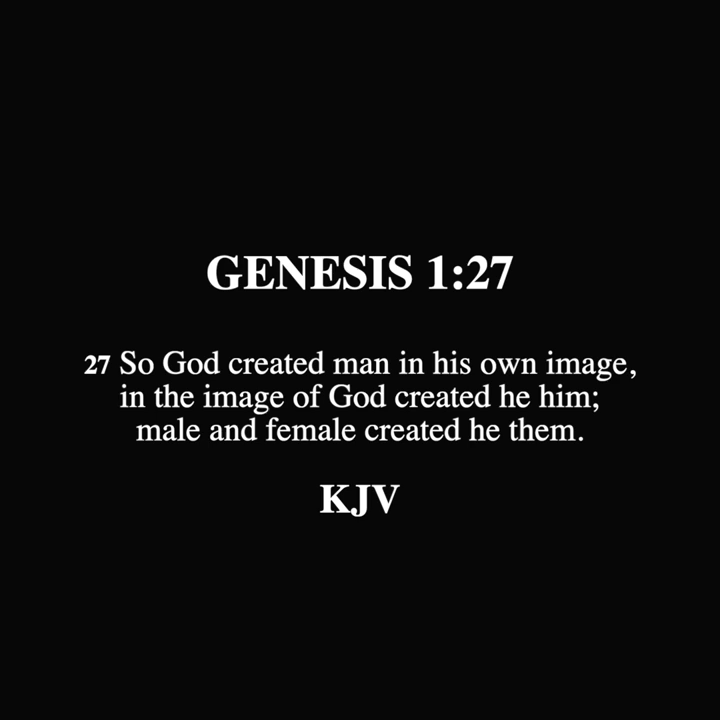 GENESIS 1:27
27 So God created man in his own image,
in the image of God created he him;
male and female created he them.
KJV